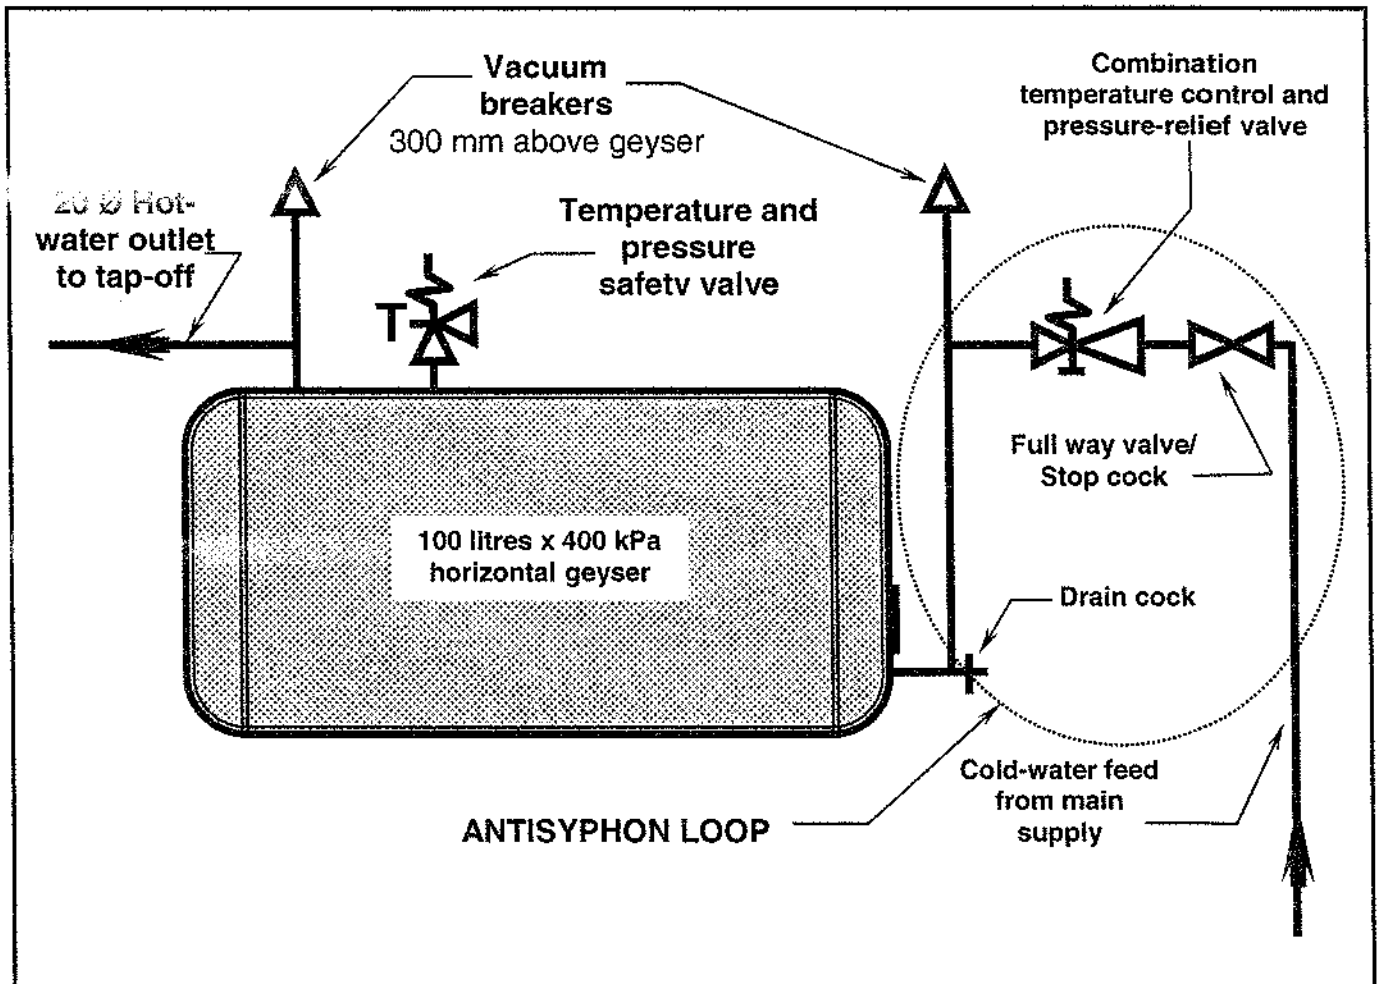 Vacuum
breakers
300 mm above geyser
Combination
temperature control and
pressure-relief valve
20 Ø Hot-
water outlet
to tap-off
Temperature and
pressure
safety valve
T
Full way valve/
Stop cock
100 litres x 400 kPa
horizontal geyser
Drain cock
Cold-water feed
from main
supply
ANTISYPHON LOOP